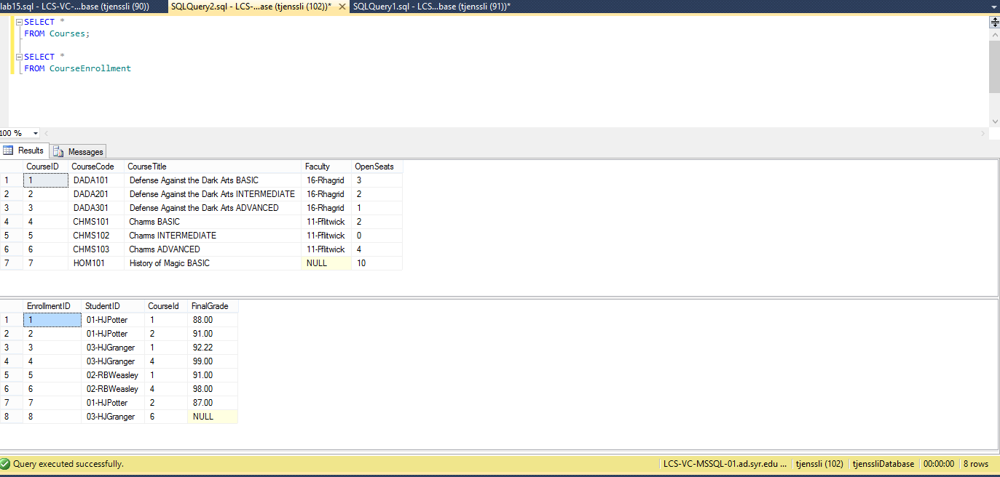 lab15.sql - LCS-VC-...base (tjenssli (90)) SQLQuery2.sql - LCS-...ase (tjenssli (102))* SQLQuery1.sql - LCS...base (tjenssli (91))*
SELECT *
FROM Courses;
SELECT *
FROM CourseEnrollment
100 %
Results Messages
CourseID CourseCode CourseTitle Faculty OpenSeats
1 1 DADA101 Defense Against the Dark Arts BASIC 16-Rhagrid 3
2 2 DADA201 Defense Against the Dark Arts INTERMEDIATE 16-Rhagrid 2
3 3 DADA301 Defense Against the Dark Arts ADVANCED 16-Rhagrid 1
4 4 CHMS101 Charms BASIC 11-Fflitwick 2
5 5 CHMS102 Charms INTERMEDIATE 11-Fflitwick 0
6 6 CHMS103 Charms ADVANCED 11-Fflitwick 4
7 7 HOM101 History of Magic BASIC NULL 10
EnrollmentID StudentID CourseId FinalGrade
1 1 01-HJPotter 1 88.00
2 2 01-HJPotter 2 91.00
3 3 03-HJGranger 1 92.22
4 4 03-HJGranger 4 99.00
5 5 02-RBWeasley 1 91.00
6 6 02-RBWeasley 4 98.00
7 7 01-HJPotter 2 87.00
8 8 03-HJGranger 6 NULL
Query executed successfully. LCS-VC-MSSQL-01.ad.syr.edu ... tjenssli (102) tjenssliDatabase 00:00:00 8 rows